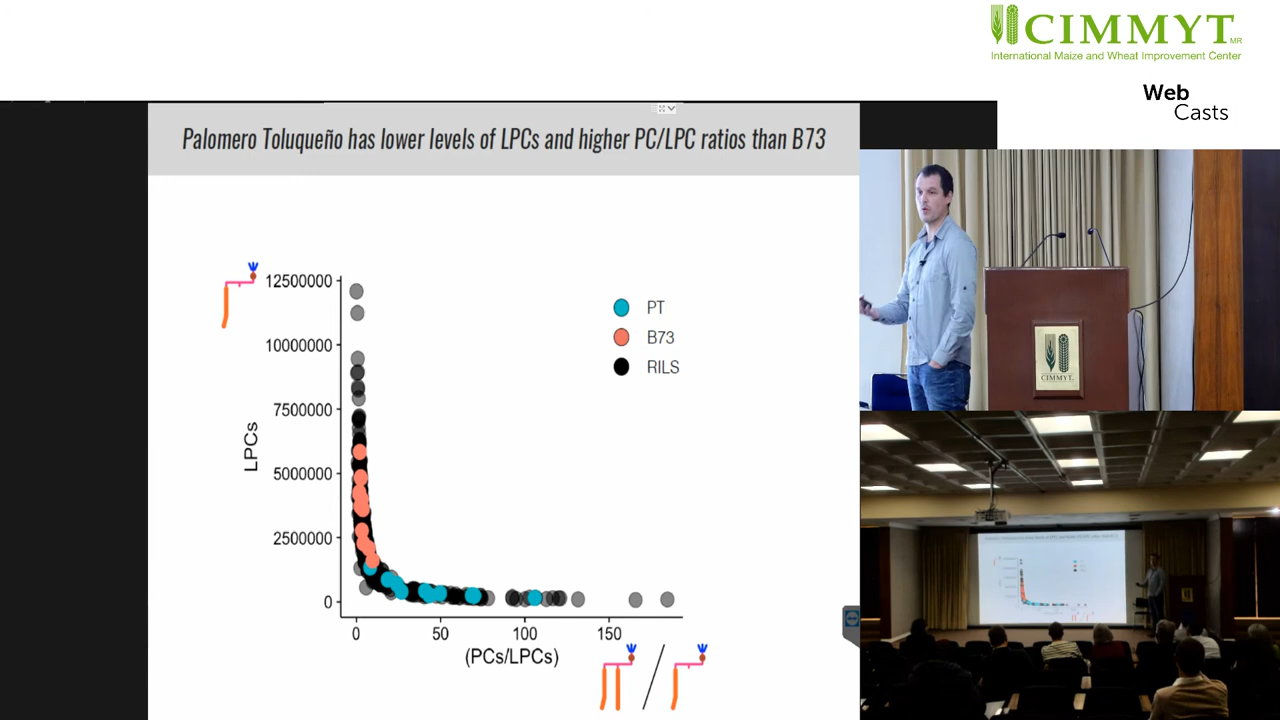 CIMMYT MR
International Maize and Wheat Improvement Center
Web
Casts
Palomero Toluqueño has lower levels of LPCs and higher PC/LPC ratios than B73
12500000
10000000
7500000
5000000
2500000
0
LPCs
PT
B73
RILS
0
50
100
150
(PCs/LPCs)
CIMMYT